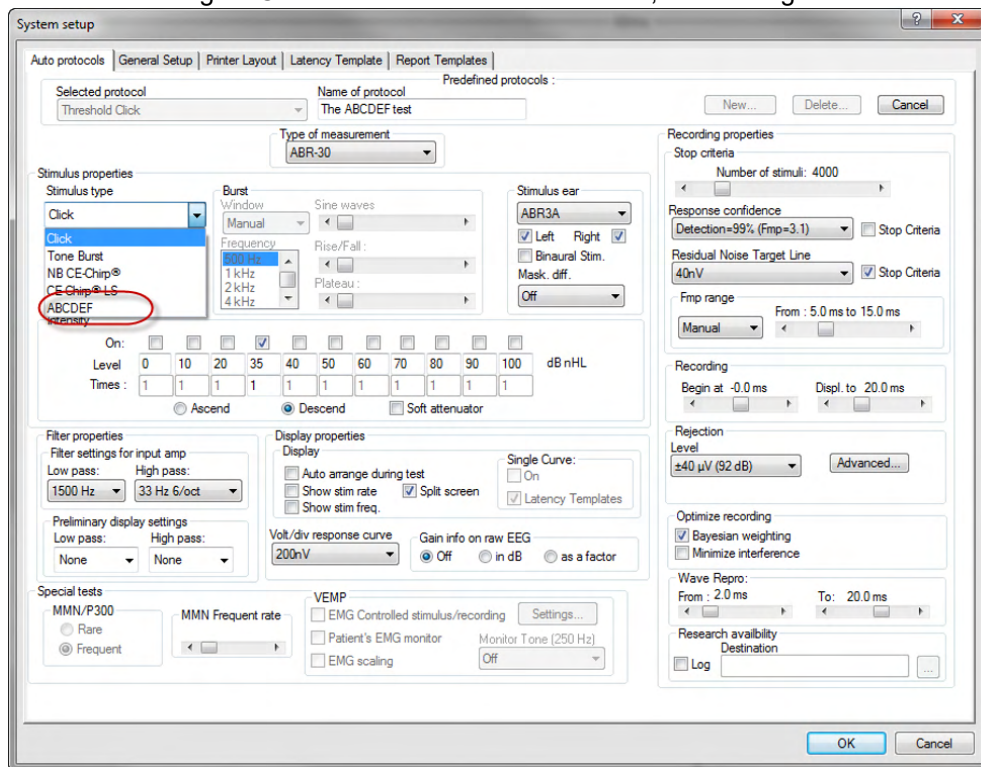 System setup
Auto protocols General Setup Printer Layout Latency Template Report Templates
Predefined protocols :
Selected protocol Name of protocol
Threshold Click The ABCDEF test New... Delete... Cancel
Type of measurement
ABR-30
Stimulus properties
Stimulus type
Click
Click
Tone Burst
NB CE-Chirp®
CE-Chirp® LS
ABCDEF
Burst
Window Sine waves
Manual
Frequency Rise/Fall :
500 Hz
1 kHz
2 kHz Plateau :
4 kHz
Stimulus ear
ABR3A
Left Right
Binaural Stim.
Mask. diff.
Off
Intensity
On:
Level 0 10 20 35 40 50 60 70 80 90 100 dB nHL
Times : 1 1 1 1 1 1 1 1 1 1 1
Ascend Descend Soft attenuator
Filter properties
Filter settings for input amp
Low pass: High pass:
1500 Hz 33 Hz 6/oct
Preliminary display settings
Low pass: High pass:
None None
Display properties
Display
Auto arrange during test
Show stim rate Split screen
Show stim freq.
Single Curve:
On
Latency Templates
Volt/div response curve
200nV
Gain info on raw EEG
Off in dB as a factor
Special tests
MMN/P300
Rare
Frequent
MMN Frequent rate
VEMP
EMG Controlled stimulus/recording Settings...
Patient's EMG monitor Monitor Tone (250 Hz)
EMG scaling Off
Recording properties
Stop criteria
Number of stimuli: 4000
Response confidence
Detection=99% (Fmp=3.1) Stop Criteria
Residual Noise Target Line
40nV Stop Criteria
Fmp range
From : 5.0 ms to 15.0 ms
Manual
Recording
Begin at -0.0 ms Displ. to 20.0 ms
Rejection
Level
±40 µV (92 dB) Advanced...
Optimize recording
Bayesian weighting
Minimize interference
Wave Repro:
From : 2.0 ms To: 20.0 ms
Research availbility
Destination
Log ...
OK Cancel